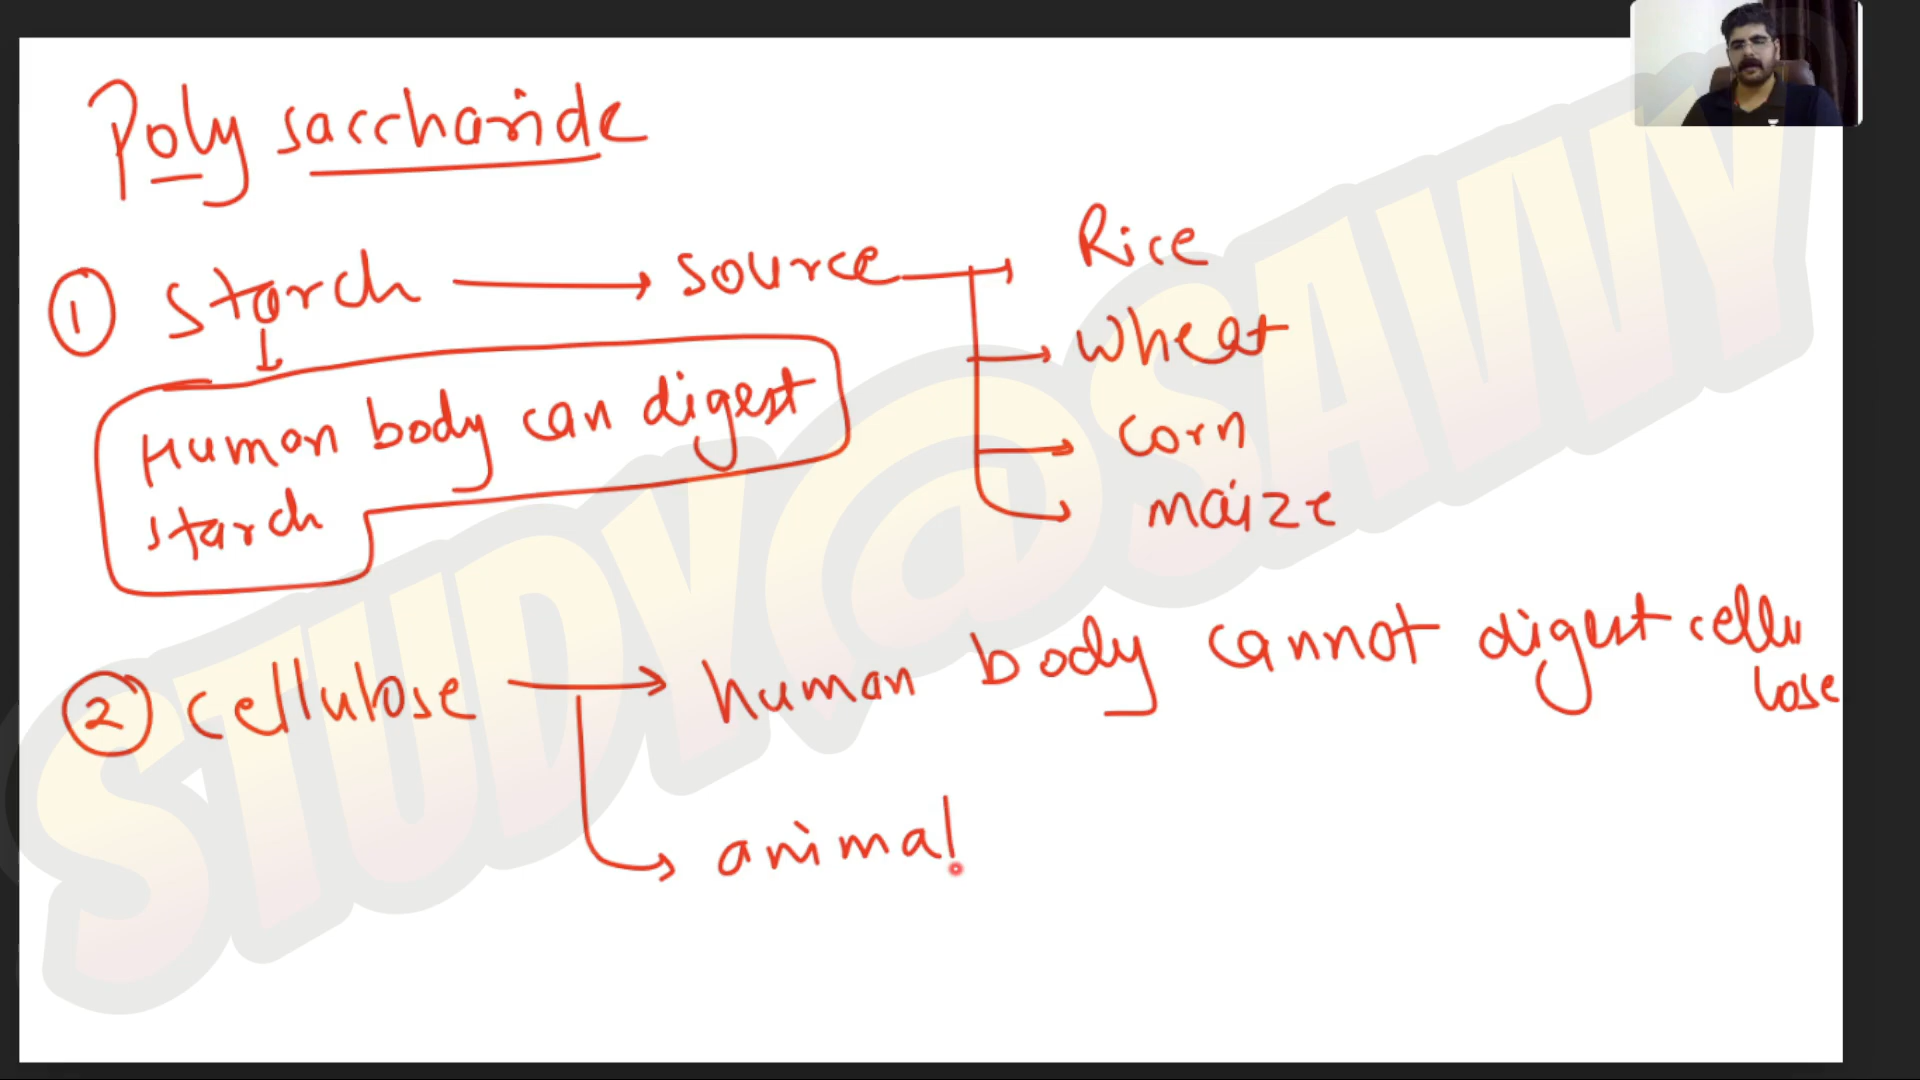 Poly saccharide
① Starch → source → Rice
→ wheat
→ corn
→ maize
Human body can digest
starch
② cellulose → human body cannot digest cellu
lose
→ animal
STUDY@SAVVY